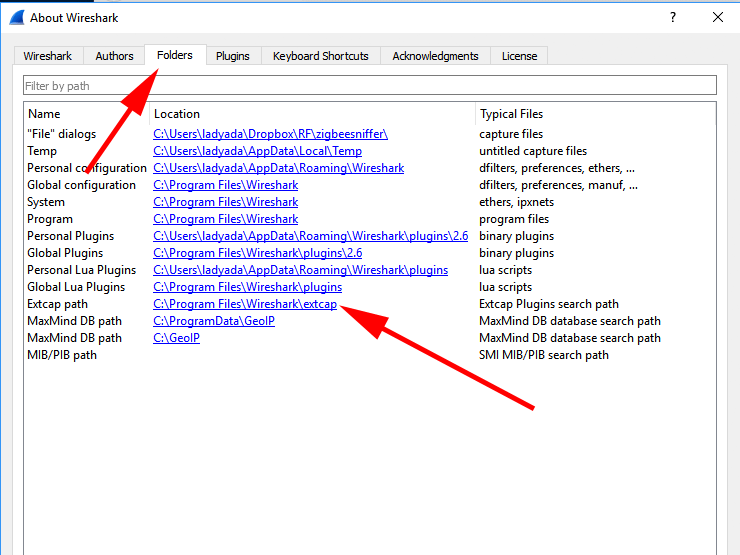 About Wireshark
?
Wireshark Authors Folders Plugins Keyboard Shortcuts Acknowledgments License
Filter by path
Name Location Typical Files
"File" dialogs C:\Users\ladyada\Dropbox\RF\zigbeesniffer\ capture files
Temp C:\Users\ladyada\AppData\Local\Temp untitled capture files
Personal configuration C:\Users\ladyada\AppData\Roaming\Wireshark dfilters, preferences, ethers, ...
Global configuration C:\Program Files\Wireshark dfilters, preferences, manuf, ...
System C:\Program Files\Wireshark ethers, ipxnets
Program C:\Program Files\Wireshark program files
Personal Plugins C:\Users\ladyada\AppData\Roaming\Wireshark\plugins\2.6 binary plugins
Global Plugins C:\Program Files\Wireshark\plugins\2.6 binary plugins
Personal Lua Plugins C:\Users\ladyada\AppData\Roaming\Wireshark\plugins lua scripts
Global Lua Plugins C:\Program Files\Wireshark\plugins lua scripts
Extcap path C:\Program Files\Wireshark\extcap Extcap Plugins search path
MaxMind DB path C:\ProgramData\GeoIP MaxMind DB database search path
MaxMind DB path C:\GeoIP MaxMind DB database search path
MIB/PIB path SMI MIB/PIB search path